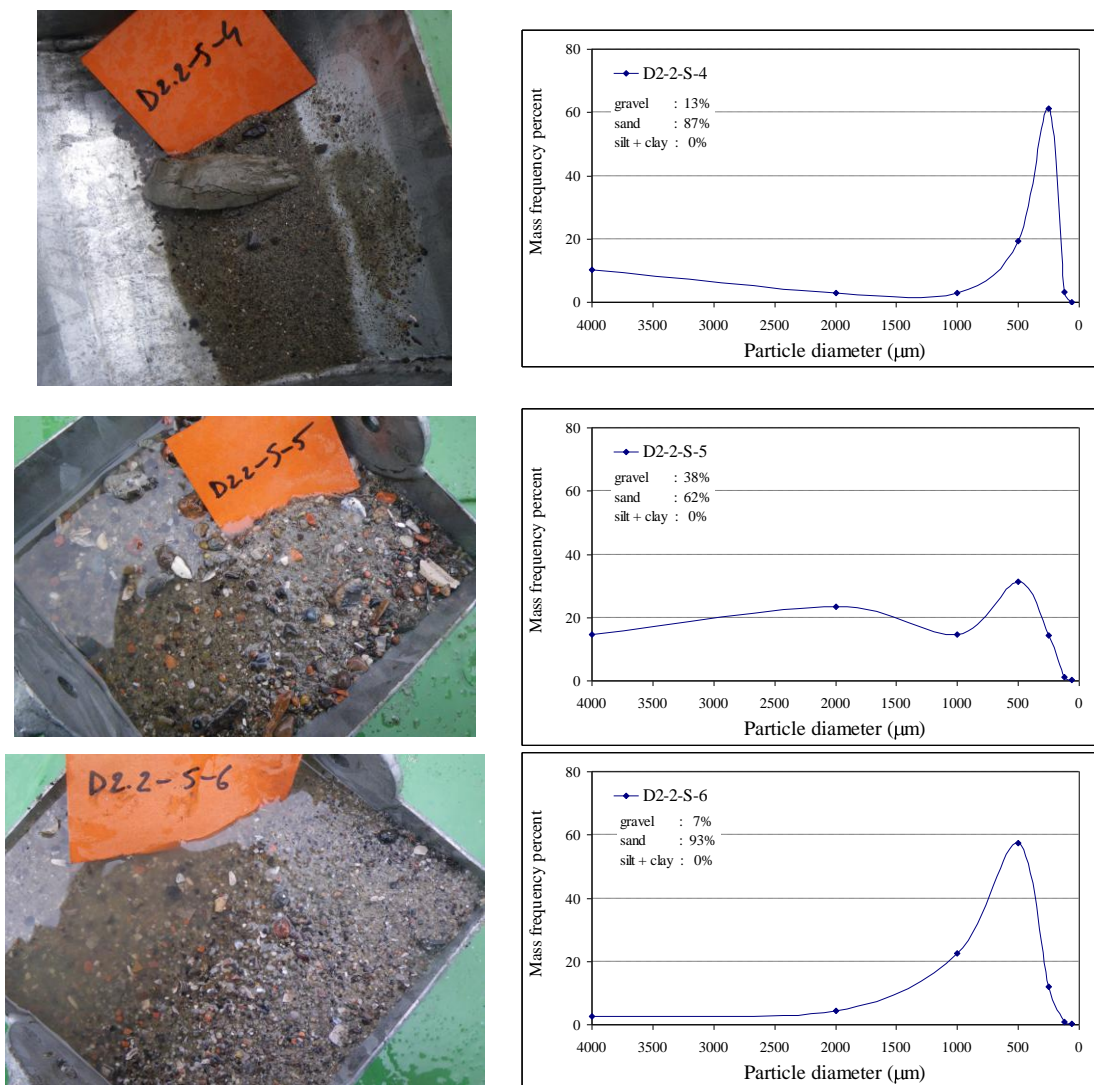 D2.2-S-4
D2-2-S-4
gravel : 13%
sand : 87%
silt + clay : 0%
Mass frequency percent
80
60
40
20
0
4000 3500 3000 2500 2000 1500 1000 500 0
Particle diameter (μm)
D2.2-S-5
D2-2-S-5
gravel : 38%
sand : 62%
silt + clay : 0%
Mass frequency percent
80
60
40
20
0
4000 3500 3000 2500 2000 1500 1000 500 0
Particle diameter (μm)
D2.2-S-6
D2-2-S-6
gravel : 7%
sand : 93%
silt + clay : 0%
Mass frequency percent
80
60
40
20
0
4000 3500 3000 2500 2000 1500 1000 500 0
Particle diameter (μm)